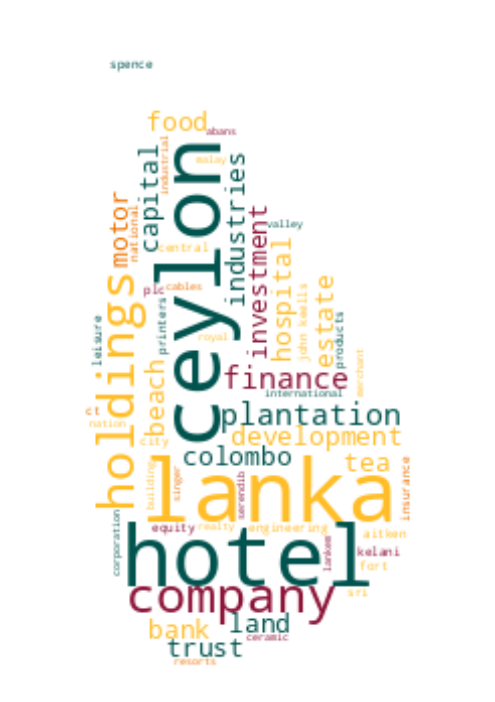 spence
food
abans
industrial
malay
capital
ceylon
industries
motor
national
central
investment
valley
hospital
holdings
plc
cables
john keells
estate
products
printers
leisure
royal
merchant
beach
finance
international
ct
nation
plantation
city
development
colombo
tea
lanka
building
singer
serendib
insurance
corporation
equity
realty
engineering
aitken
hotel
lankem
kelani
fort
company
sri
bank
land
ceramic
trust
resorts